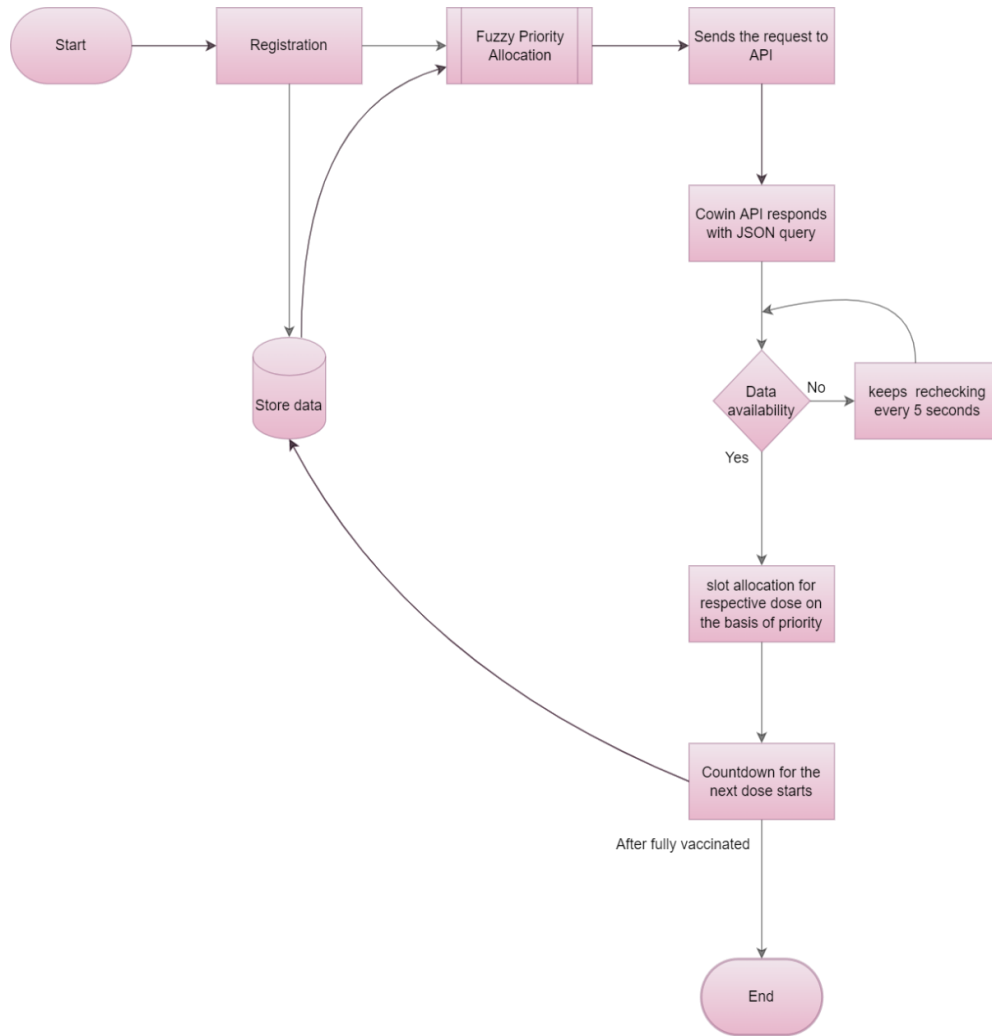 Start
Registration
Fuzzy Priority
Allocation
Sends the request to
API
Cowin API responds
with JSON query
Store data
Data
availability
No
keeps rechecking
every 5 seconds
Yes
slot allocation for
respective dose on
the basis of priority
Countdown for the
next dose starts
After fully vaccinated
End